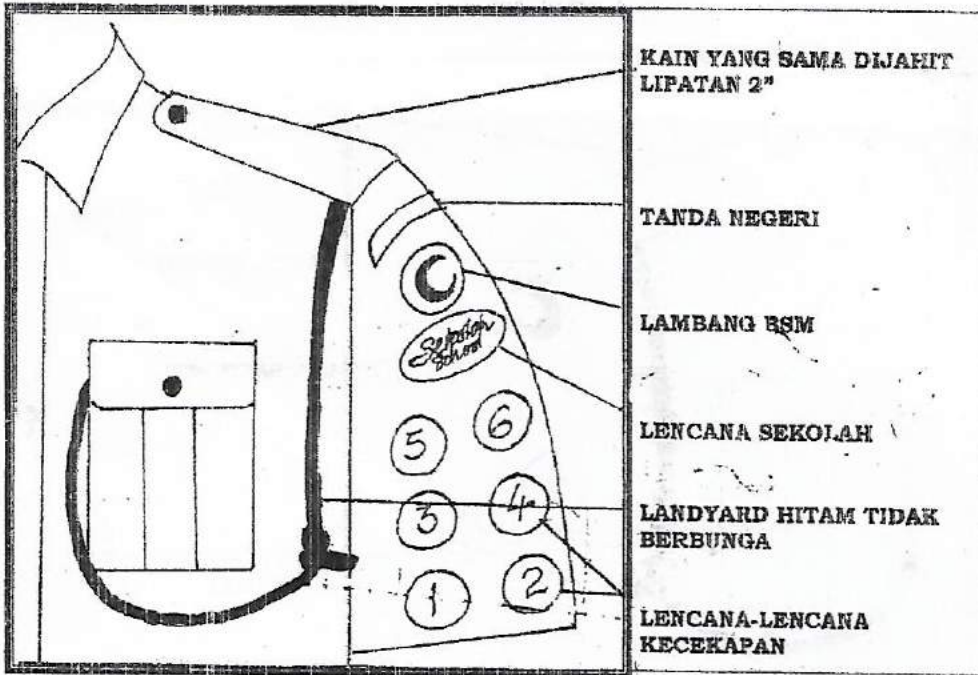 KAIN YANG SAMA DIJAHIT
LIPATAN 2"
TANDA NEGERI
LAMBANG BSM
Sekolah
School
LENCANA SEKOLAH
5
6
3
4
1
2
LANDYARD HITAM TIDAK
BERBUNGA
LENCANA-LENCANA
KECEKAPAN